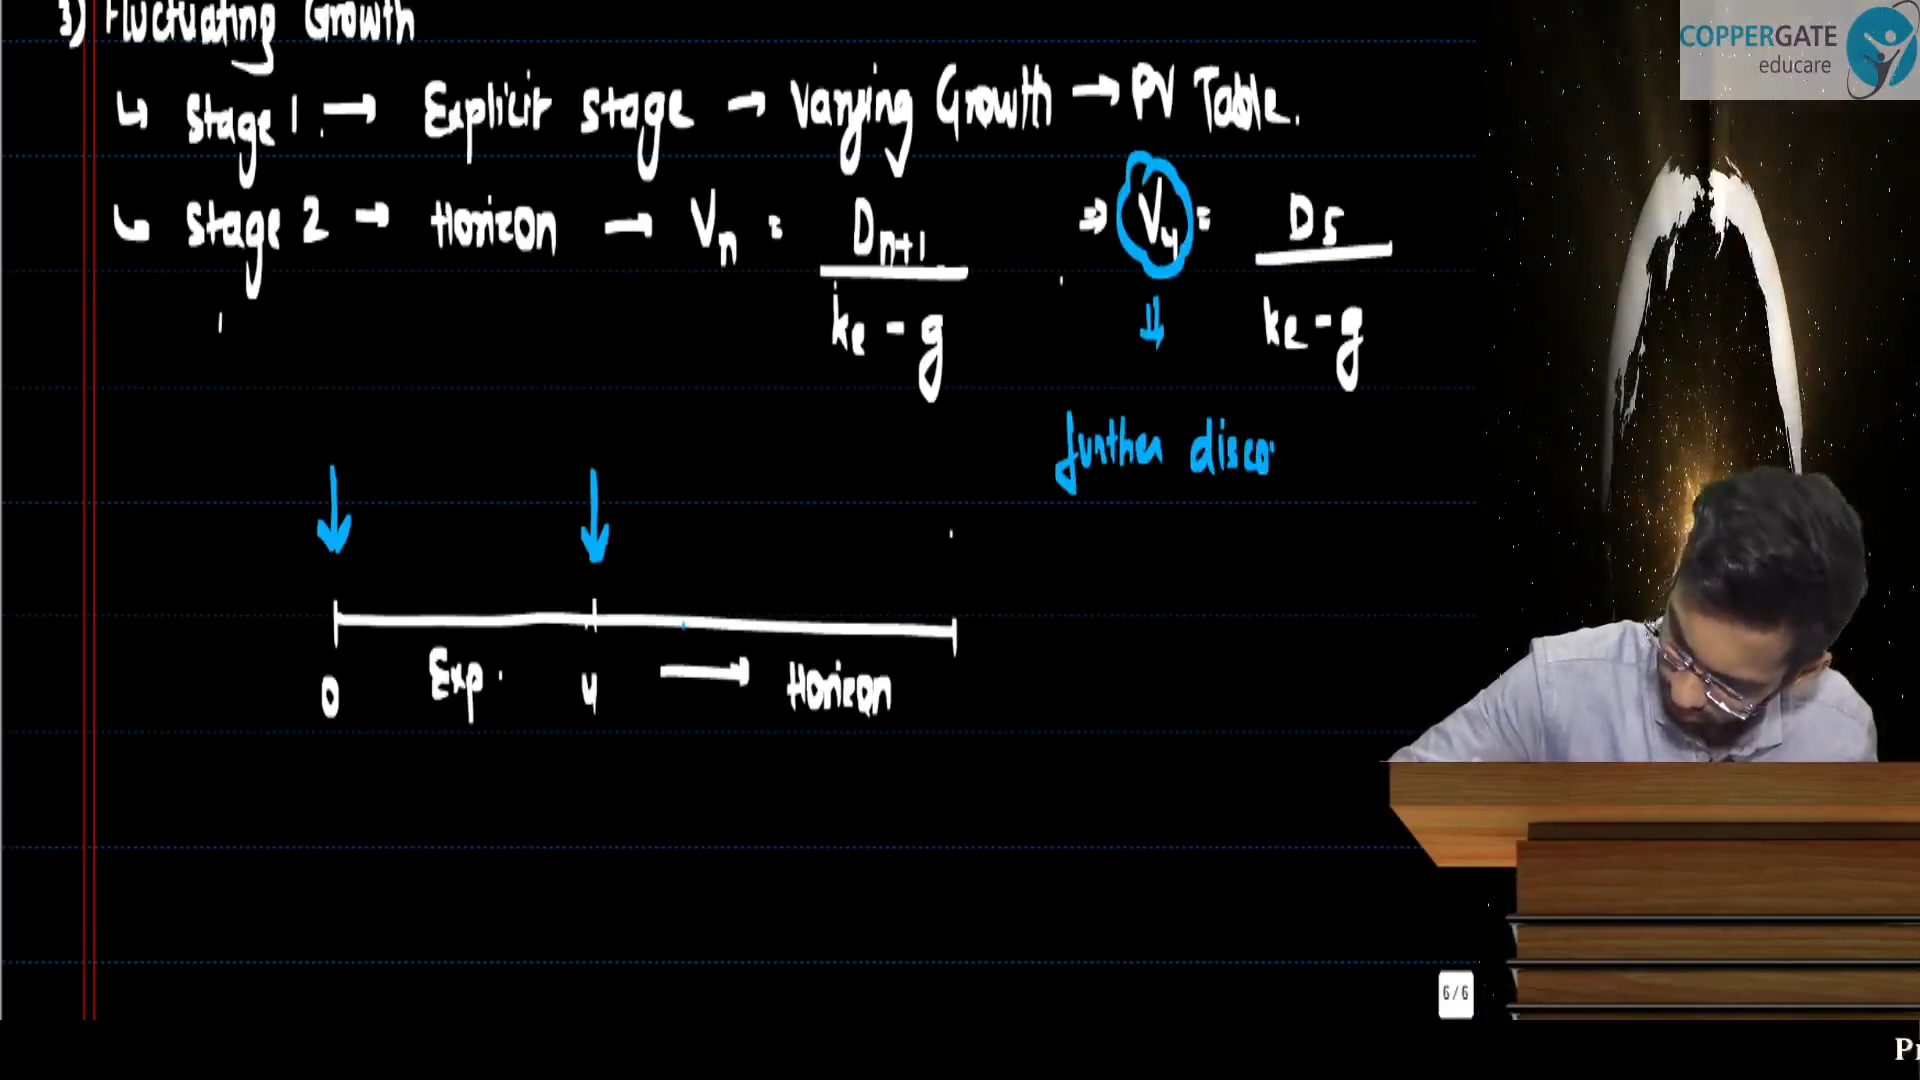 3) Fluctuating Growth
↳ Stage 1 → Explicit Stage → Varying Growth → PV Table.
↳ Stage 2 → Horizon → Vn = Dn+1 / ke - g ⇒ V4 = D5 / ke - g
further disco
0 Exp. 4 → Horizon
COPPERGATE
educare
6/6
Pr